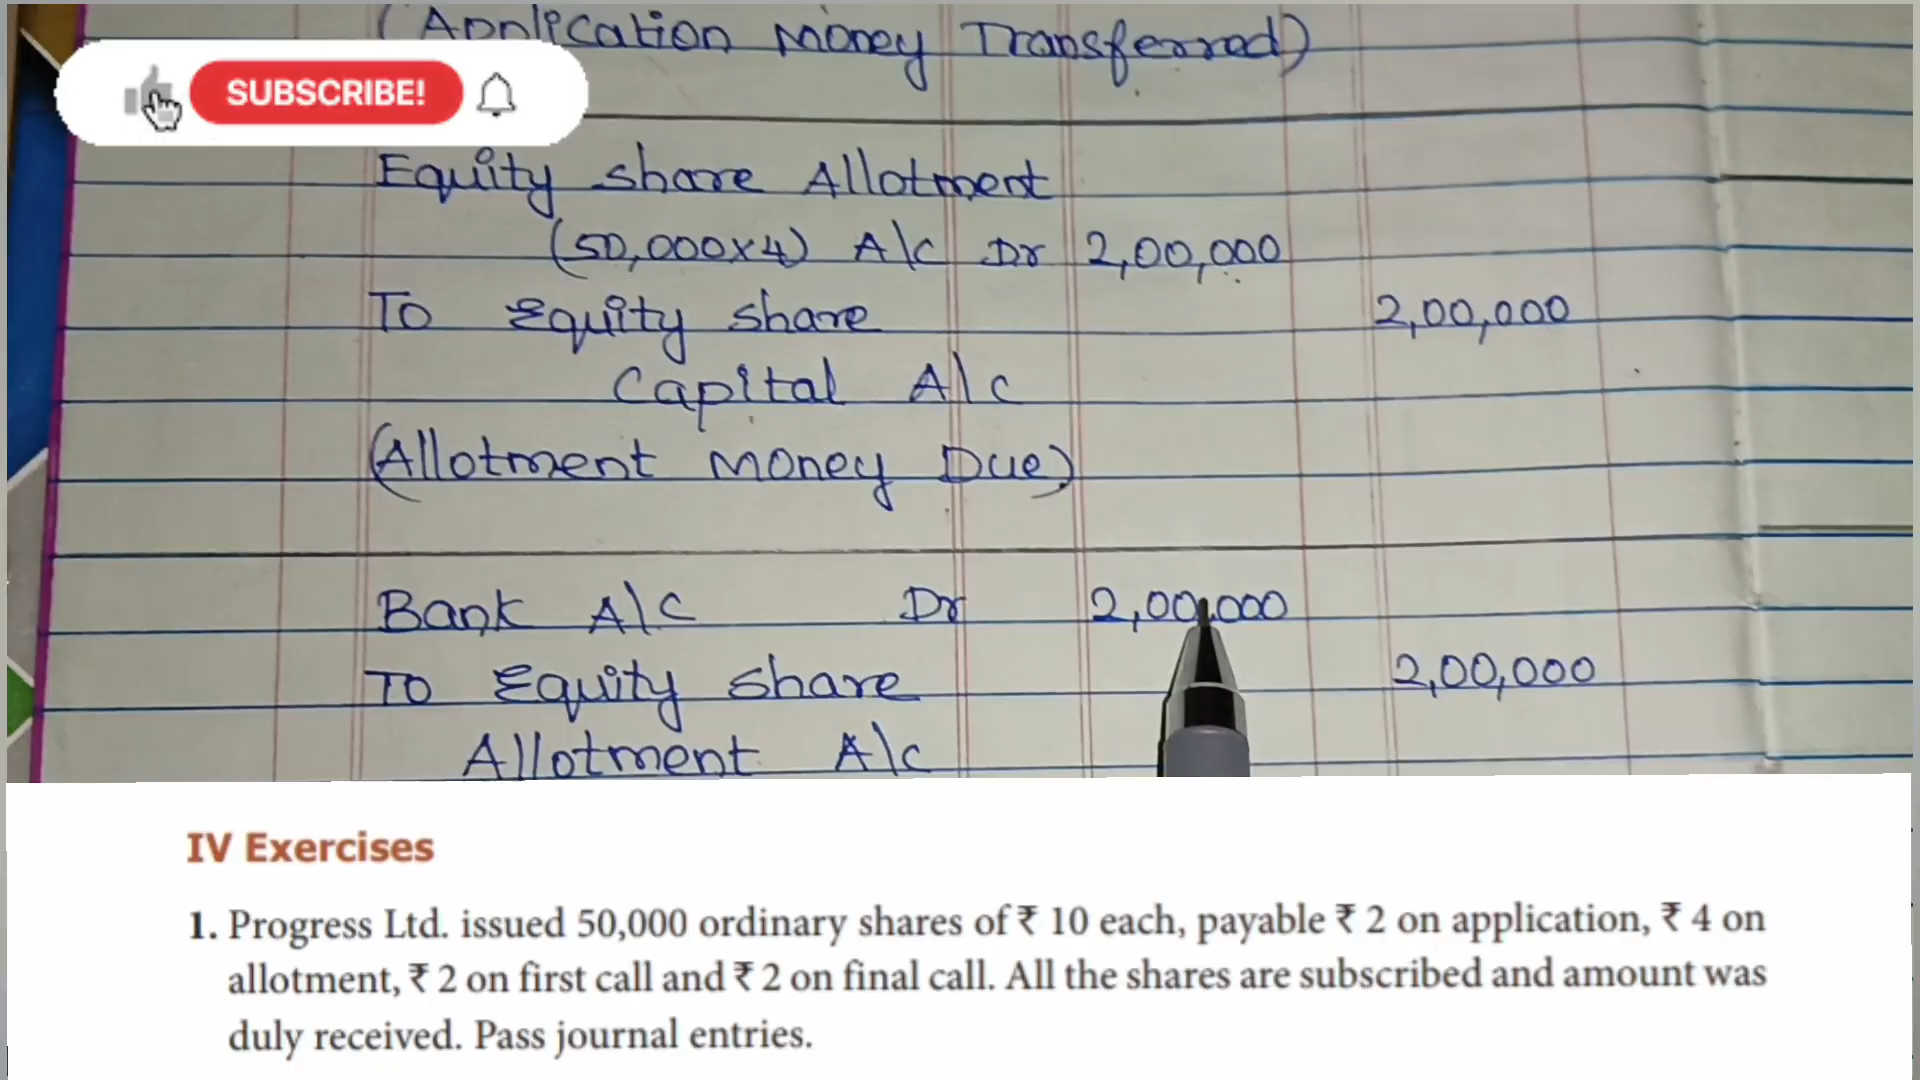 (Application Money Transferred)
SUBSCRIBE!
Equity share Allotment
(50,000x4) A/c Dr 2,00,000
To Equity share 2,00,000
Capital A/c
(Allotment Money Due)
Bank A/c Dr 2,00,000
To Equity share 2,00,000
Allotment A/c
IV Exercises
1. Progress Ltd. issued 50,000 ordinary shares of ₹ 10 each, payable ₹ 2 on application, ₹ 4 on
allotment, ₹ 2 on first call and ₹ 2 on final call. All the shares are subscribed and amount was
duly received. Pass journal entries.